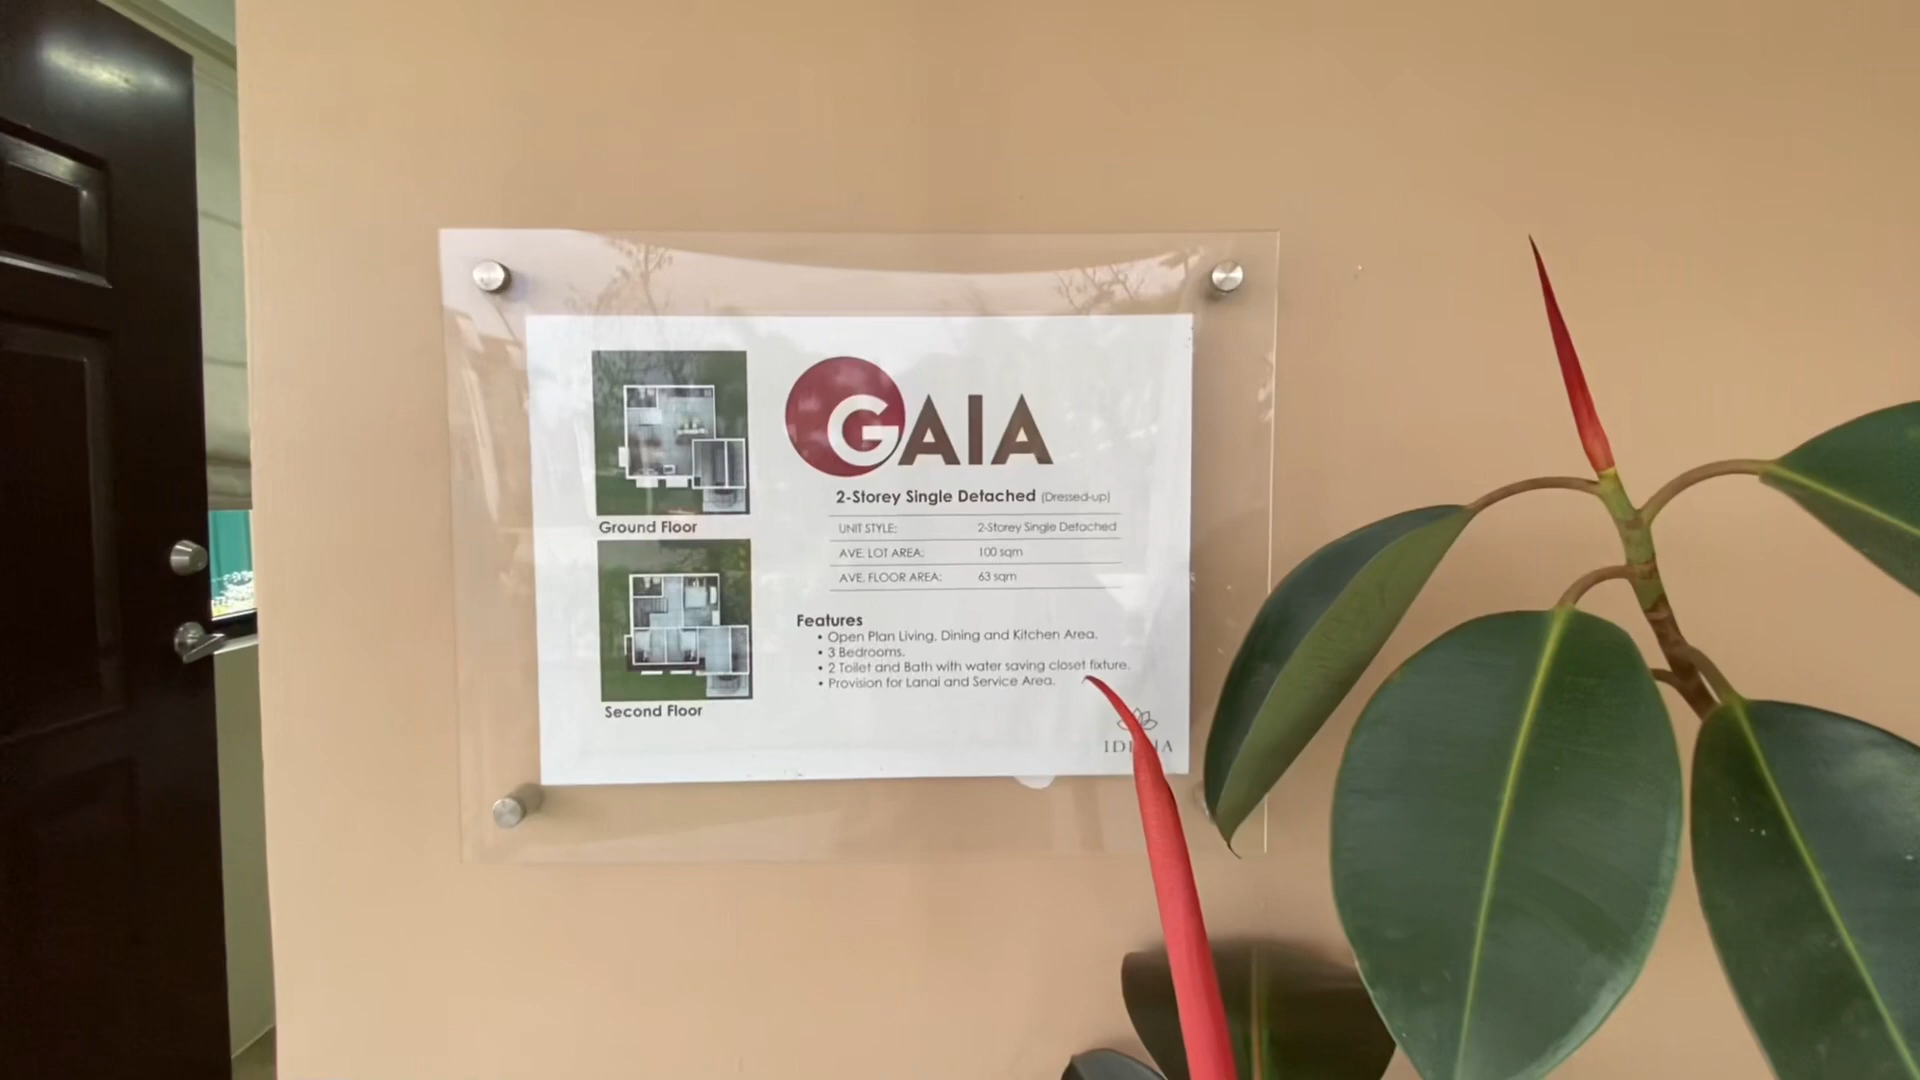 GAIA
2-Storey Single Detached (Dressed-up)
UNIT STYLE: 2-Storey Single Detached
AVE. LOT AREA: 100 sqm
AVE. FLOOR AREA: 63 sqm
Ground Floor
Second Floor
Features
• Open Plan Living, Dining and Kitchen Area.
• 3 Bedrooms.
• 2 Toilet and Bath with water saving closet fixture.
• Provision for Lanai and Service Area.